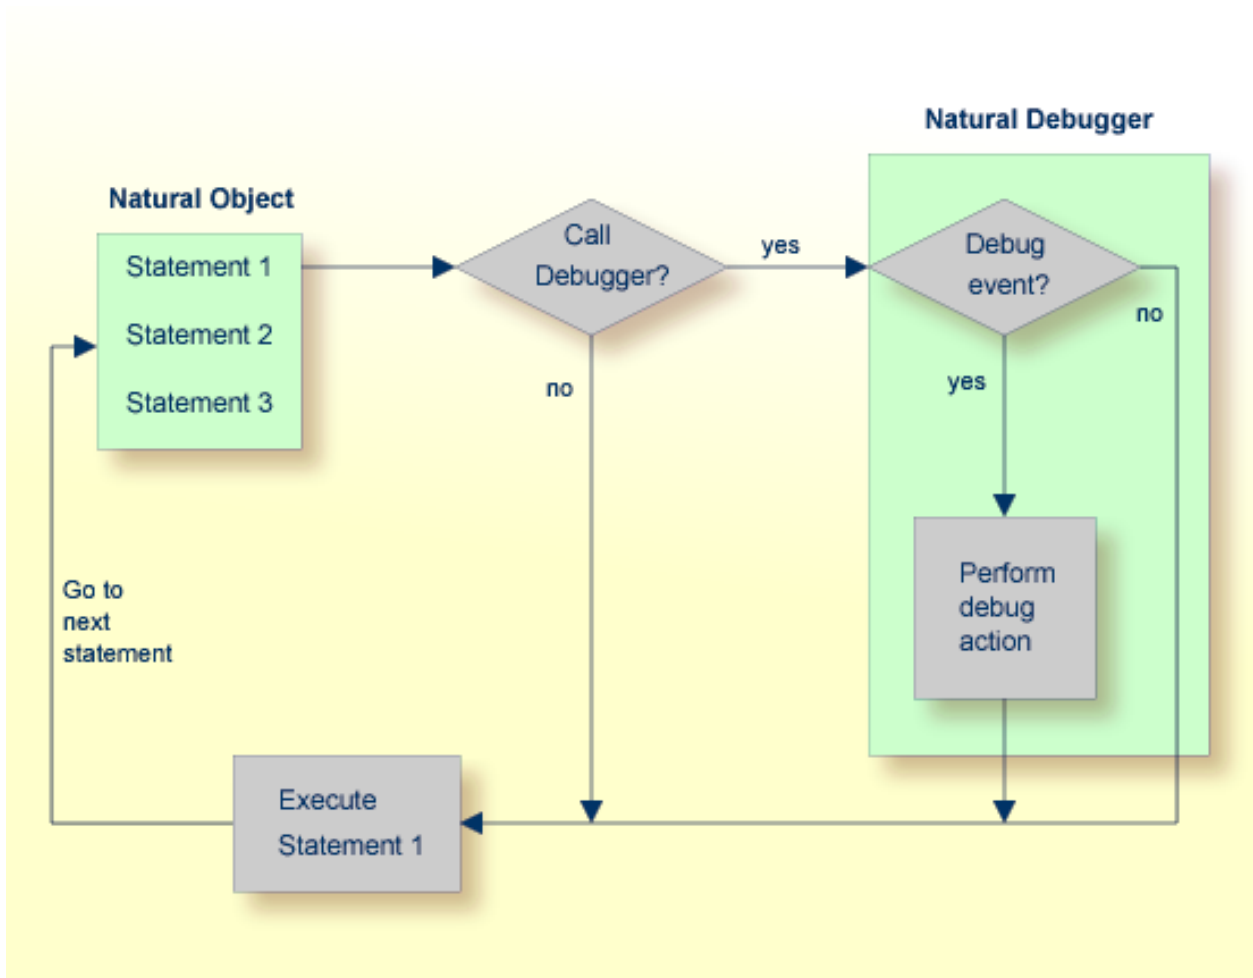 Natural Debugger
Natural Object
Statement 1
Statement 2
Statement 3
Call
Debugger?
yes
no
Debug
event?
no
yes
Perform
debug
action
Go to
next
statement
Execute
Statement 1